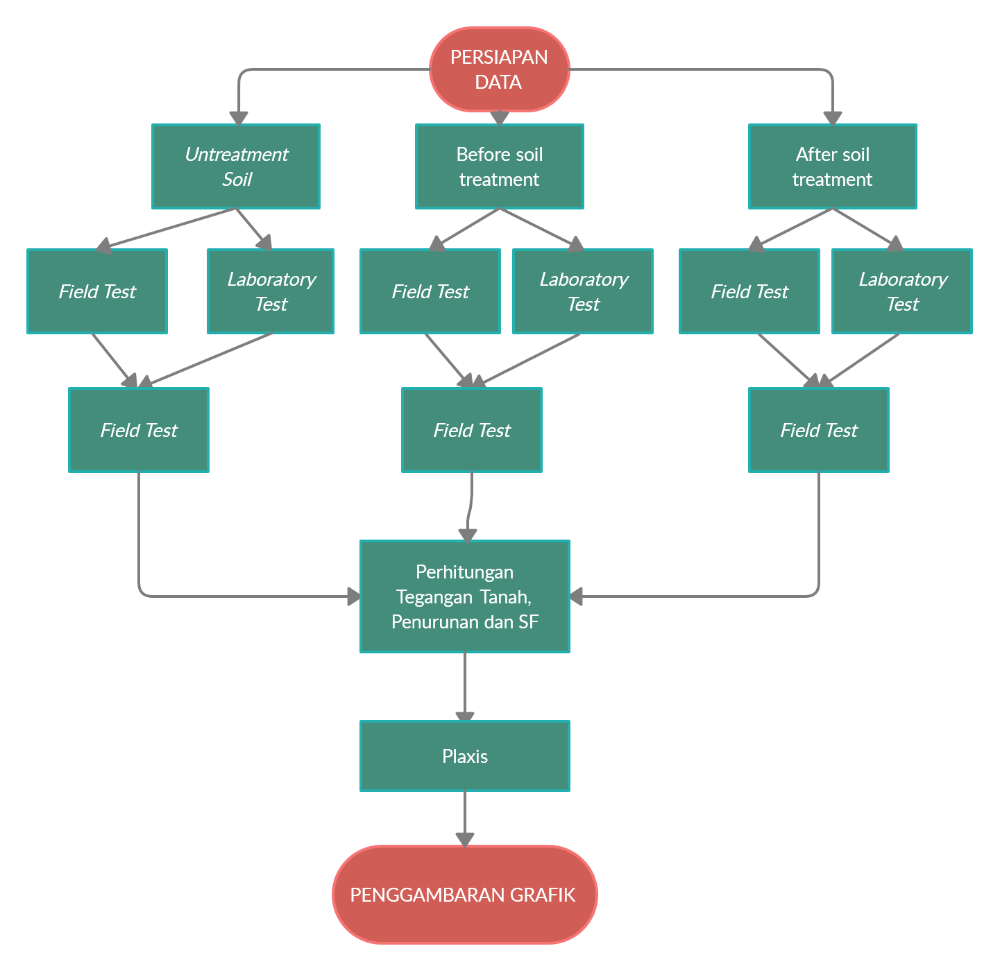 PERSIAPAN
DATA
Untreatment
Soil
Before soil
treatment
After soil
treatment
Field Test
Laboratory
Test
Field Test
Laboratory
Test
Field Test
Laboratory
Test
Field Test
Field Test
Field Test
Perhitungan
Tegangan Tanah,
Penurunan dan SF
Plaxis
PENGGAMBARAN GRAFIK